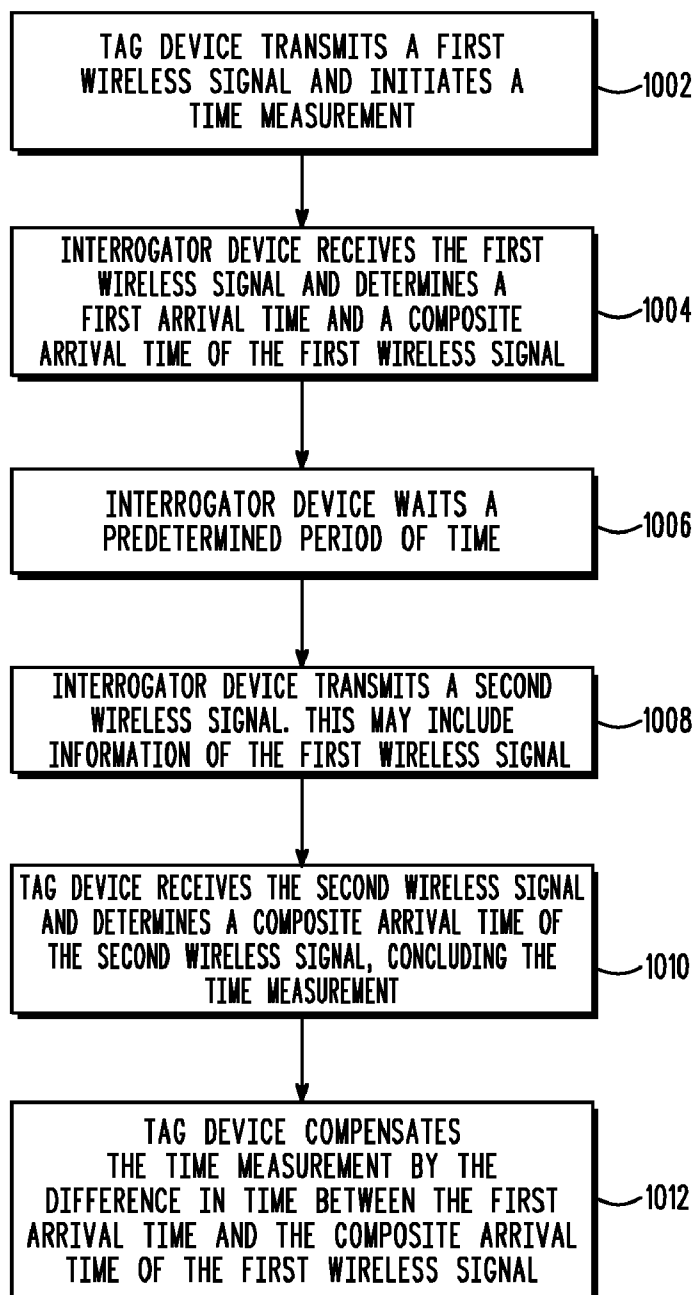 TAG DEVICE TRANSMITS A FIRST
WIRELESS SIGNAL AND INITIATES A
TIME MEASUREMENT
1002
INTERROGATOR DEVICE RECEIVES THE FIRST
WIRELESS SIGNAL AND DETERMINES A
FIRST ARRIVAL TIME AND A COMPOSITE
ARRIVAL TIME OF THE FIRST WIRELESS SIGNAL
1004
INTERROGATOR DEVICE WAITS A
PREDETERMINED PERIOD OF TIME
1006
INTERROGATOR DEVICE TRANSMITS A SECOND
WIRELESS SIGNAL. THIS MAY INCLUDE
INFORMATION OF THE FIRST WIRELESS SIGNAL
1008
TAG DEVICE RECEIVES THE SECOND WIRELESS SIGNAL
AND DETERMINES A COMPOSITE ARRIVAL TIME OF
THE SECOND WIRELESS SIGNAL, CONCLUDING THE
TIME MEASUREMENT
1010
TAG DEVICE COMPENSATES
THE TIME MEASUREMENT BY THE
DIFFERENCE IN TIME BETWEEN THE FIRST
ARRIVAL TIME AND THE COMPOSITE ARRIVAL
TIME OF THE FIRST WIRELESS SIGNAL
1012